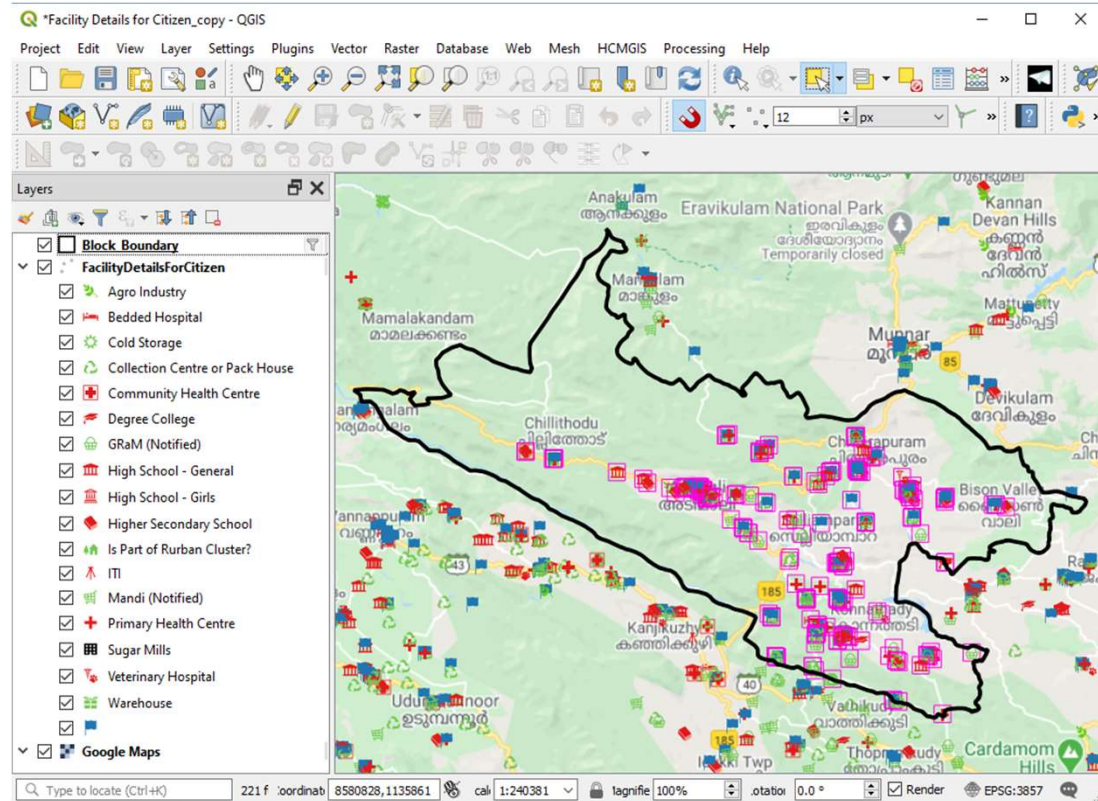 *Facility Details for Citizen_copy - QGIS
Project Edit View Layer Settings Plugins Vector Raster Database Web Mesh HCMGIS Processing Help
12 px
Layers
Block Boundary
FacilityDetailsForCitizen
Agro Industry
Bedded Hospital
Cold Storage
Collection Centre or Pack House
Community Health Centre
Degree College
GRaM (Notified)
High School - General
High School - Girls
Higher Secondary School
Is Part of Rurban Cluster?
ITI
Mandi (Notified)
Primary Health Centre
Sugar Mills
Veterinary Hospital
Warehouse
Google Maps
Anakulam
ആനക്കുളം
Eravikulam National Park
ഇരവികുളം
ദേശീയോദ്യാനം
Temporarily closed
Kannan
Devan Hills
കണ്ണൻ
ദേവൻ
ഹിൽസ്
മാങ്കുളം
Mamalakandam
മാമലക്കണ്ടം
Munnar
85
Devikulam
ദേവികുളം
Chillithodu
Bison Valley
വാലി
43
185
Kanjikuzhy
കഞ്ഞിക്കുഴി
40
ഉടുമ്പന്നൂർ
വാത്തിക്കുടി
185
Cardamom
Hills
Type to locate (Ctrl+K) 221 f 8580828,1135861 1:240381 100% 0.0 ° Render EPSG:3857